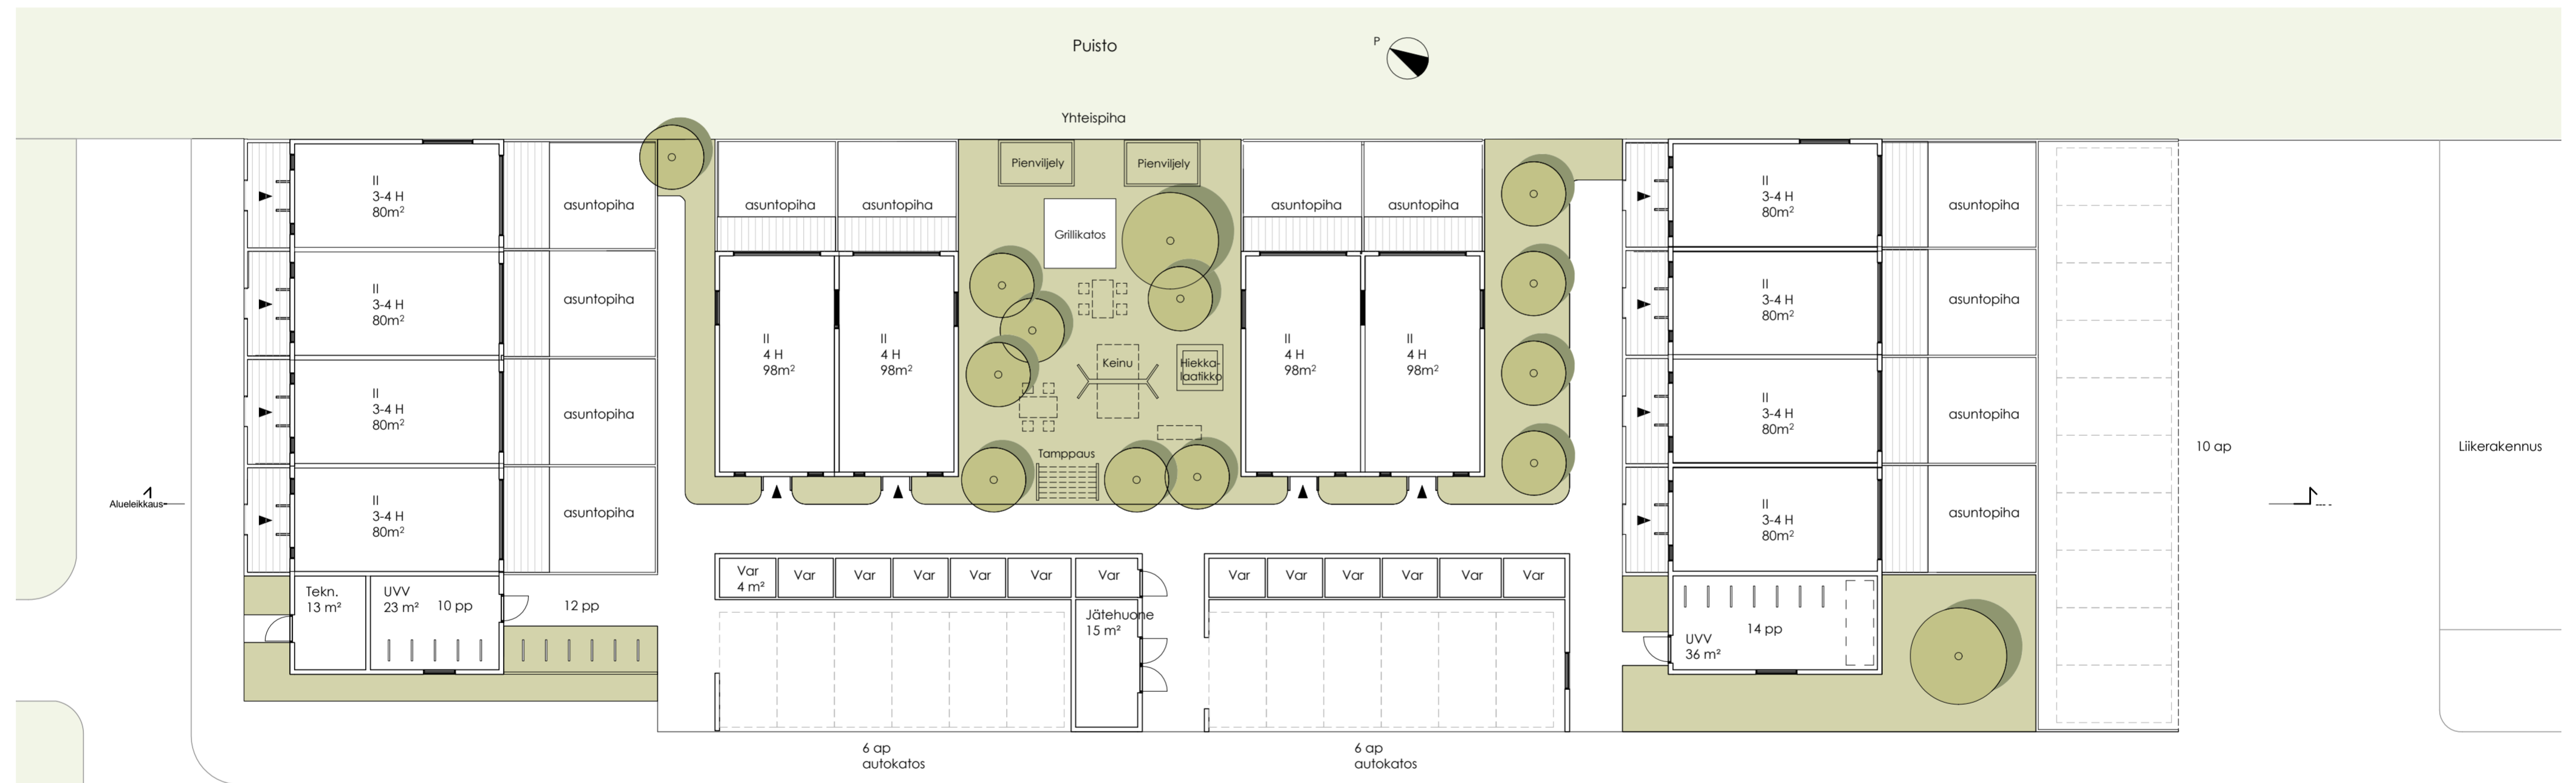 Puisto
P
Yhteispiha
II
3-4 H
80m²
asuntopiha
II
3-4 H
80m²
asuntopiha
II
3-4 H
80m²
asuntopiha
II
3-4 H
80m²
asuntopiha
Tekn.
13 m²
UVV
23 m²
10 pp
12 pp
Alueleikkaus
asuntopiha
asuntopiha
II
4 H
98m²
II
4 H
98m²
Pienviljely
Pienviljely
Grillikatos
Keinu
Hiekka-
laatikko
Tamppaus
asuntopiha
asuntopiha
II
4 H
98m²
II
4 H
98m²
Var
4 m²
Var
Var
Var
Var
Var
Var
Jätehuone
15 m²
Var
Var
Var
Var
Var
Var
6 ap
autokatos
6 ap
autokatos
II
3-4 H
80m²
asuntopiha
II
3-4 H
80m²
asuntopiha
II
3-4 H
80m²
asuntopiha
II
3-4 H
80m²
asuntopiha
14 pp
UVV
36 m²
10 ap
Liikerakennus